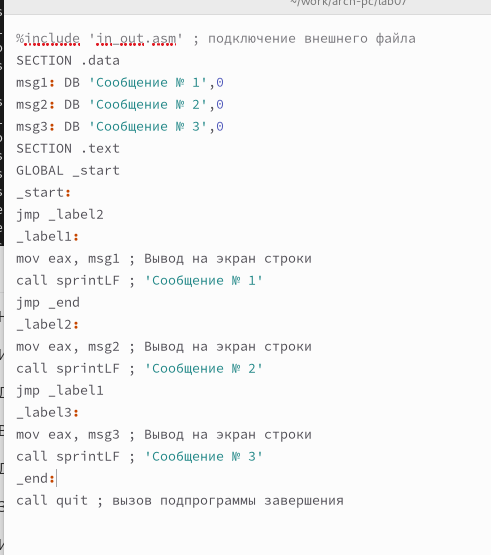 ~/work/arch-pc/lab07
%include 'in_out.asm' ; подключение внешнего файла
SECTION .data
msg1: DB 'Сообщение № 1',0
msg2: DB 'Сообщение № 2',0
msg3: DB 'Сообщение № 3',0
SECTION .text
GLOBAL _start
_start:
jmp _label2
_label1:
mov eax, msg1 ; Вывод на экран строки
call sprintLF ; 'Сообщение № 1'
jmp _end
_label2:
mov eax, msg2 ; Вывод на экран строки
call sprintLF ; 'Сообщение № 2'
jmp _label1
_label3:
mov eax, msg3 ; Вывод на экран строки
call sprintLF ; 'Сообщение № 3'
_end:
call quit ; вызов подпрограммы завершения